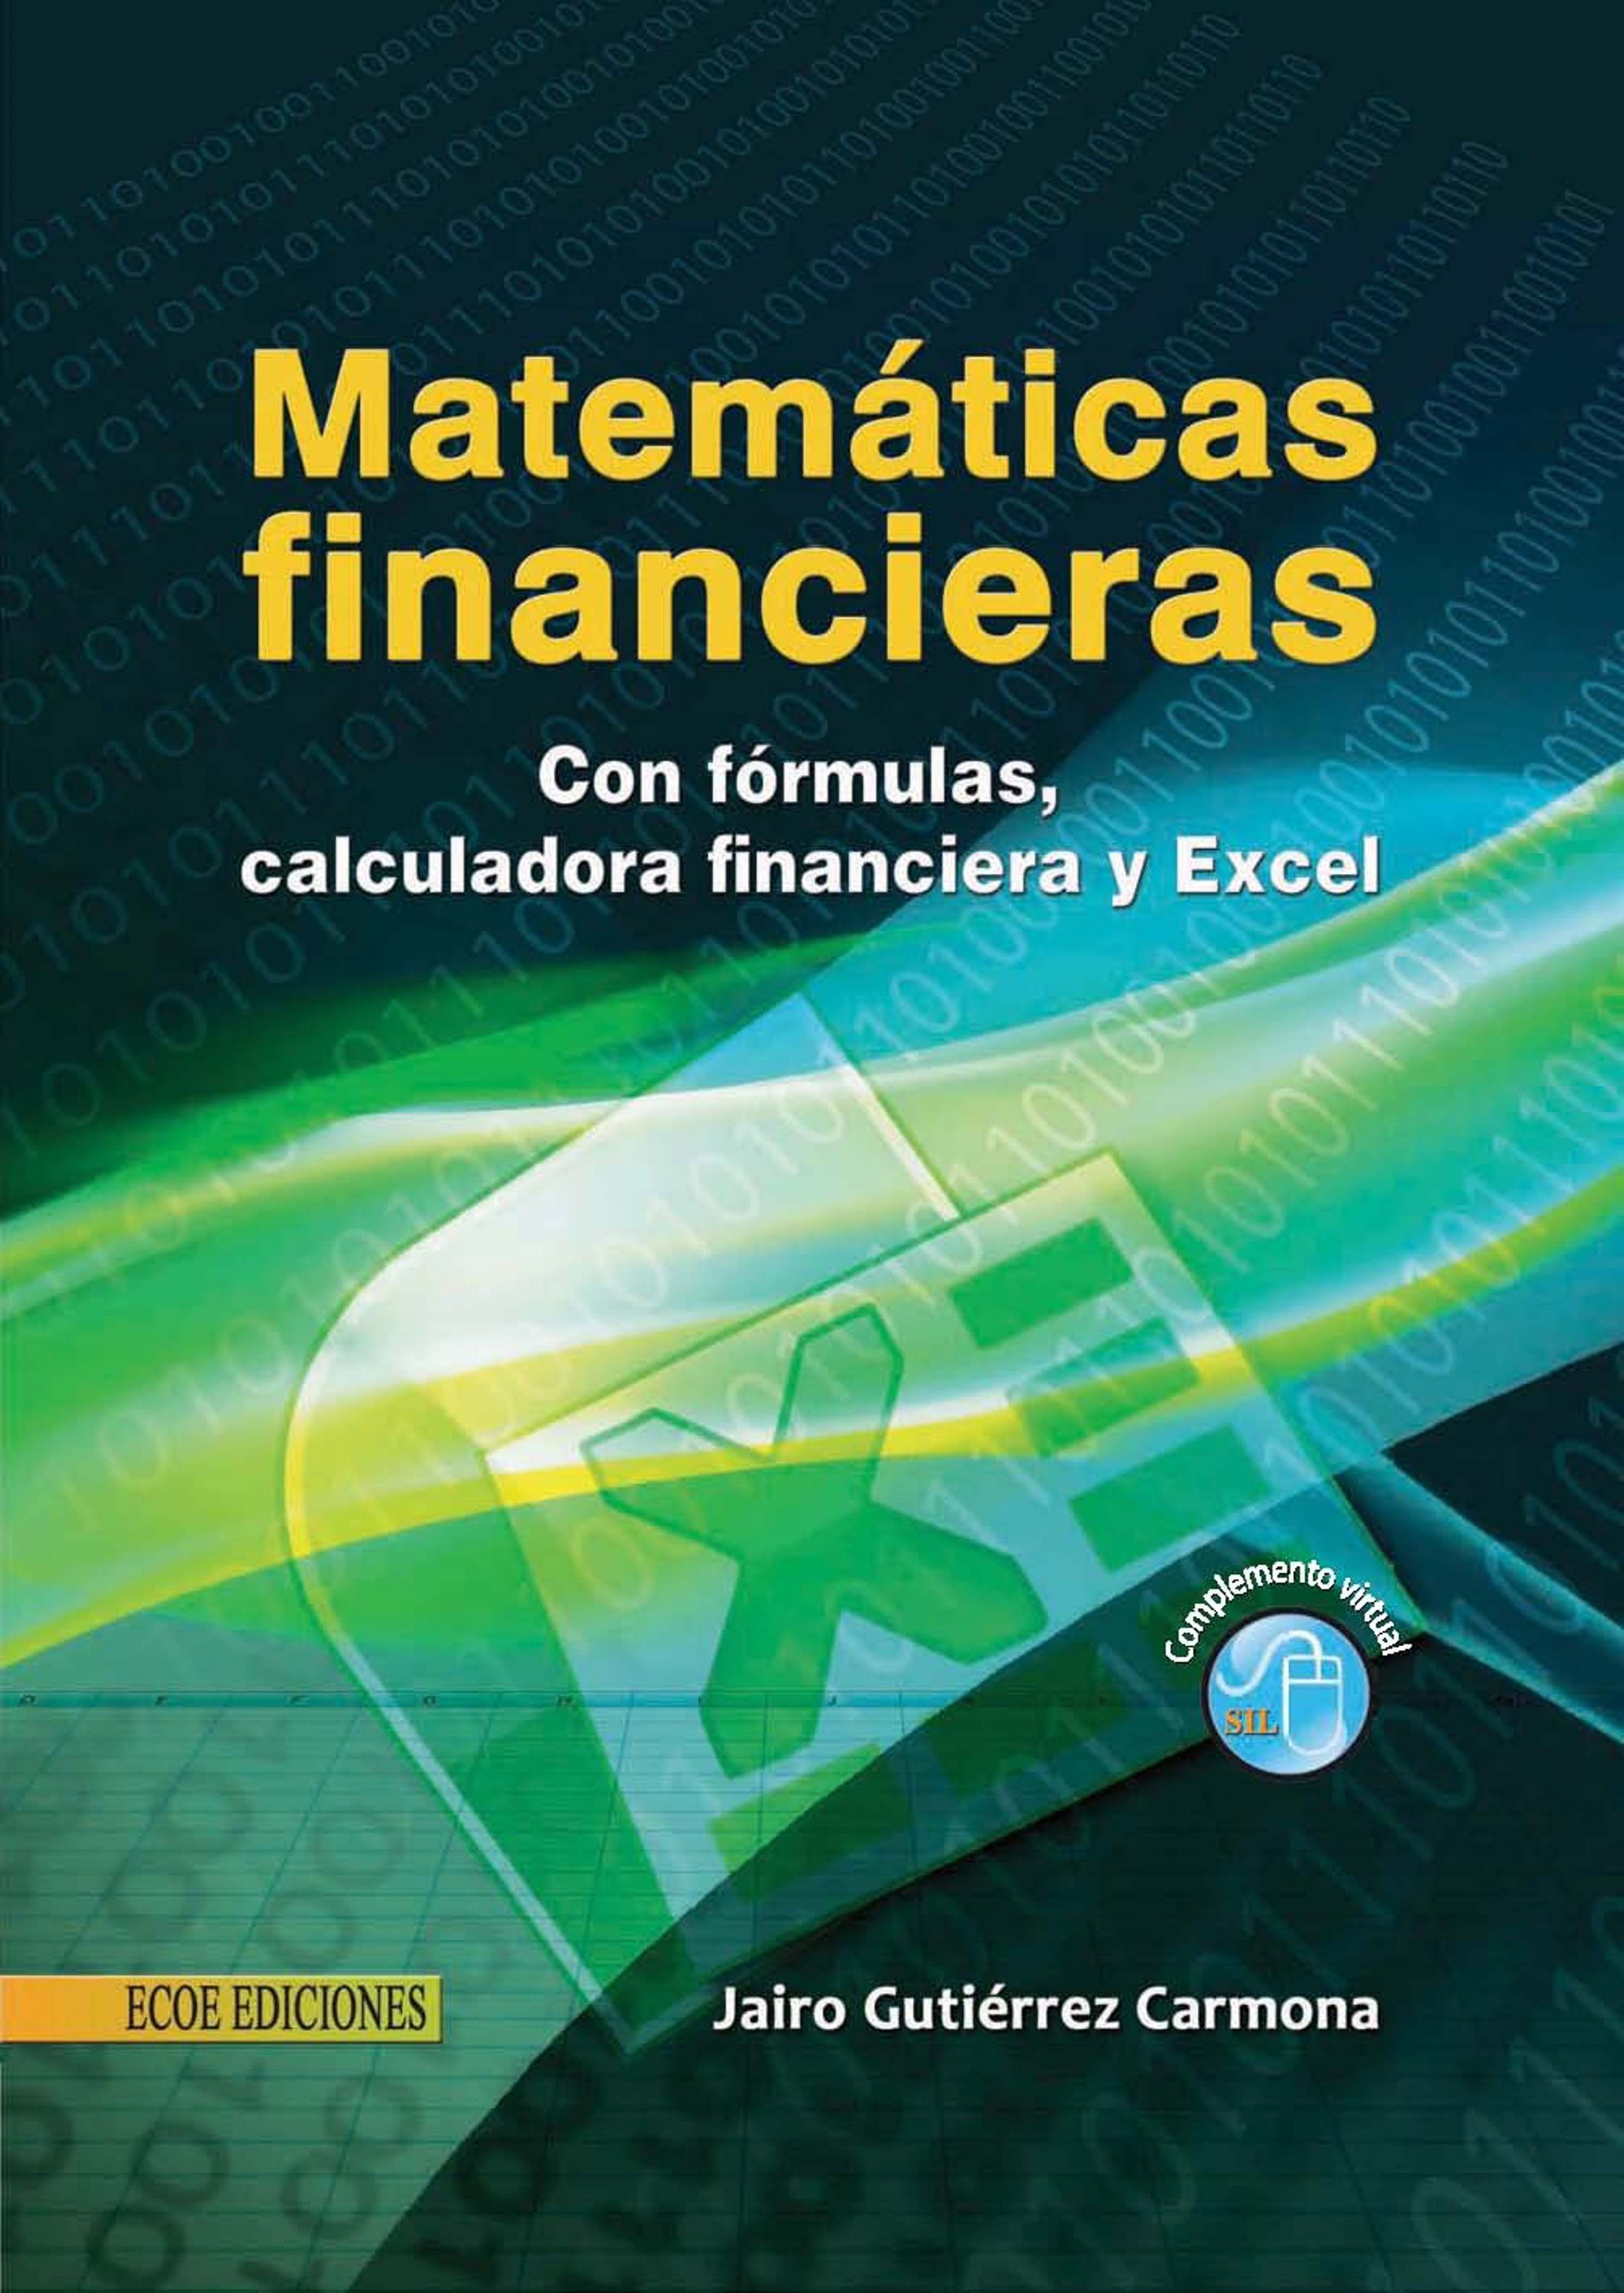 Matemáticas
financieras
Con fórmulas,
calculadora financiera y Excel
Complemento virtual
SIL
ECOE EDICIONES
Jairo Gutiérrez Carmona